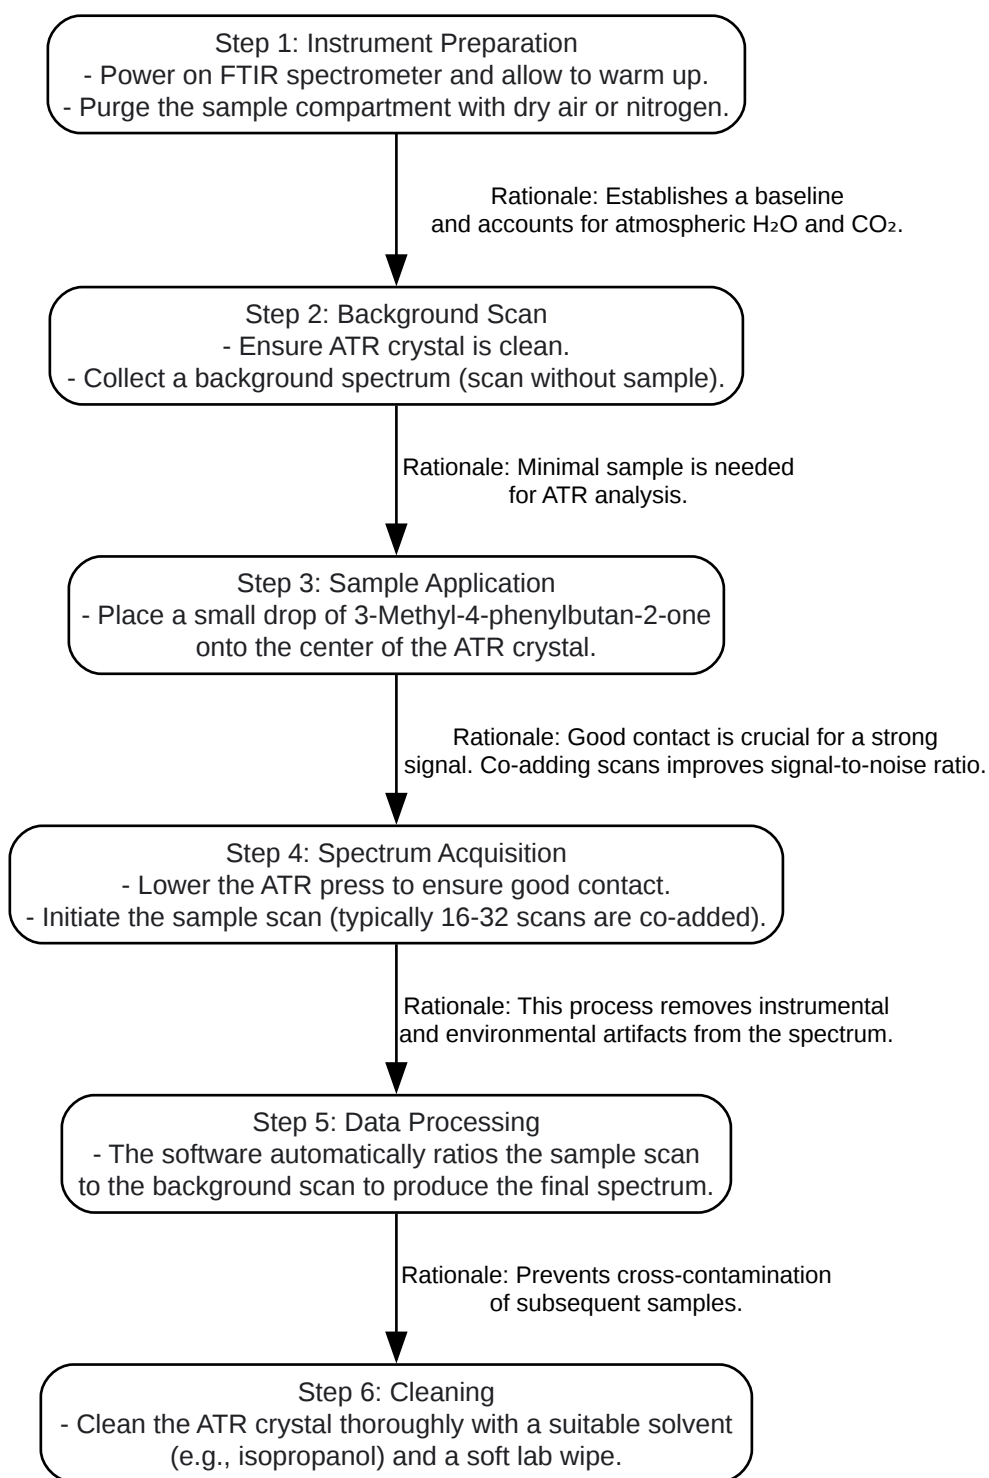 Step 1: Instrument Preparation
- Power on FTIR spectrometer and allow to warm up.
- Purge the sample compartment with dry air or nitrogen.
Rationale: Establishes a baseline
and accounts for atmospheric H₂O and CO₂.
Step 2: Background Scan
- Ensure ATR crystal is clean.
- Collect a background spectrum (scan without sample).
Rationale: Minimal sample is needed
for ATR analysis.
Step 3: Sample Application
- Place a small drop of 3-Methyl-4-phenylbutan-2-one
onto the center of the ATR crystal.
Rationale: Good contact is crucial for a strong
signal. Co-adding scans improves signal-to-noise ratio.
Step 4: Spectrum Acquisition
- Lower the ATR press to ensure good contact.
- Initiate the sample scan (typically 16-32 scans are co-added).
Rationale: This process removes instrumental
and environmental artifacts from the spectrum.
Step 5: Data Processing
- The software automatically ratios the sample scan
to the background scan to produce the final spectrum.
Rationale: Prevents cross-contamination
of subsequent samples.
Step 6: Cleaning
- Clean the ATR crystal thoroughly with a suitable solvent
(e.g., isopropanol) and a soft lab wipe.